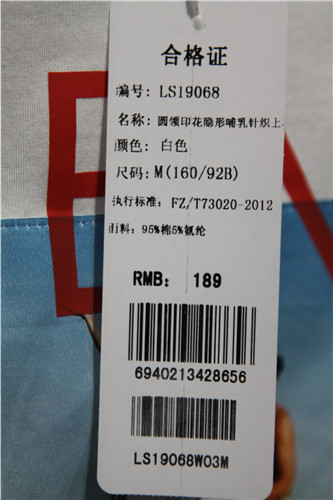 合格证
编号: LS19068
名称: 圆领印花隐形哺乳针织上
颜色: 白色
尺码: M(160/92B)
执行标准: FZ/T73020-2012
面料: 95%棉5%氨纶
RMB: 189
6940213428656
LS19068W03M